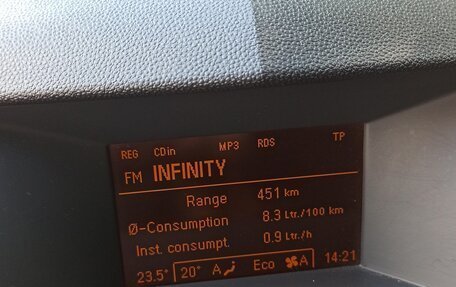 REG CDin MP3 RDS TP
FM INFINITY
Range 451 km
Ø-Consumption 8.3 Ltr./100 km
Inst. consumpt. 0.9 Ltr./h
23.5° 20° A Eco A 14:21